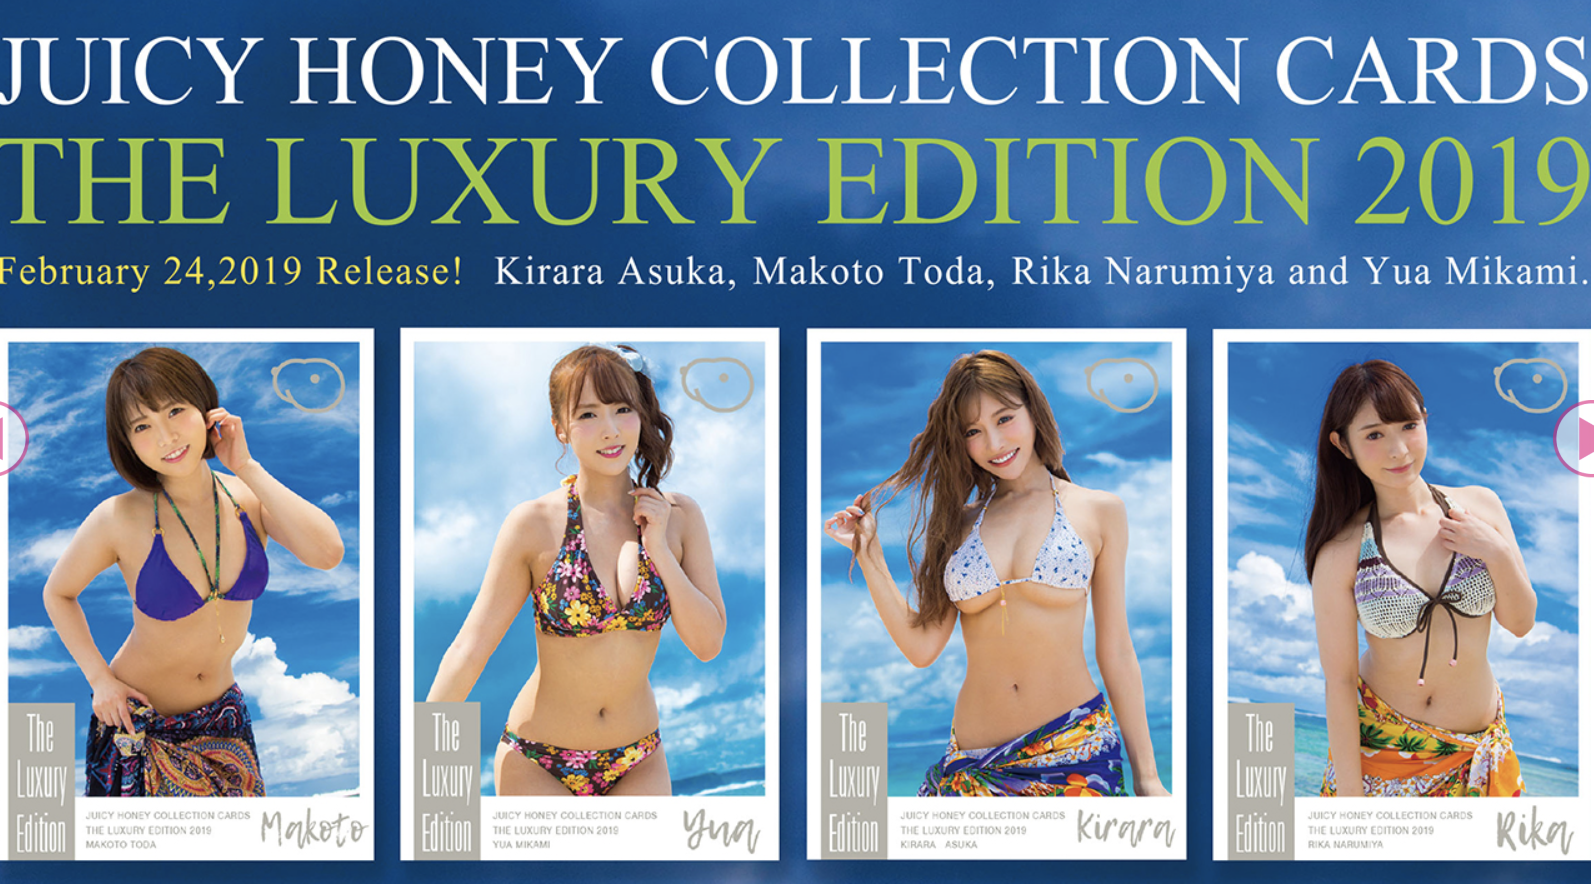 JUICY HONEY COLLECTION CARDS
THE LUXURY EDITION 2019
February 24,2019 Release! Kirara Asuka, Makoto Toda, Rika Narumiya and Yua Mikami.
The
Luxury
Edition
JUICY HONEY COLLECTION CARDS
THE LUXURY EDITION 2019
MAKOTO TODA
Makoto
The
Luxury
Edition
JUICY HONEY COLLECTION CARDS
THE LUXURY EDITION 2019
YUA MIKAMI
Yua
The
Luxury
Edition
JUICY HONEY COLLECTION CARDS
THE LUXURY EDITION 2019
KIRARA ASUKA
Kirara
The
Luxury
Edition
JUICY HONEY COLLECTION CARDS
THE LUXURY EDITION 2019
RIKA NARUMIYA
Rika